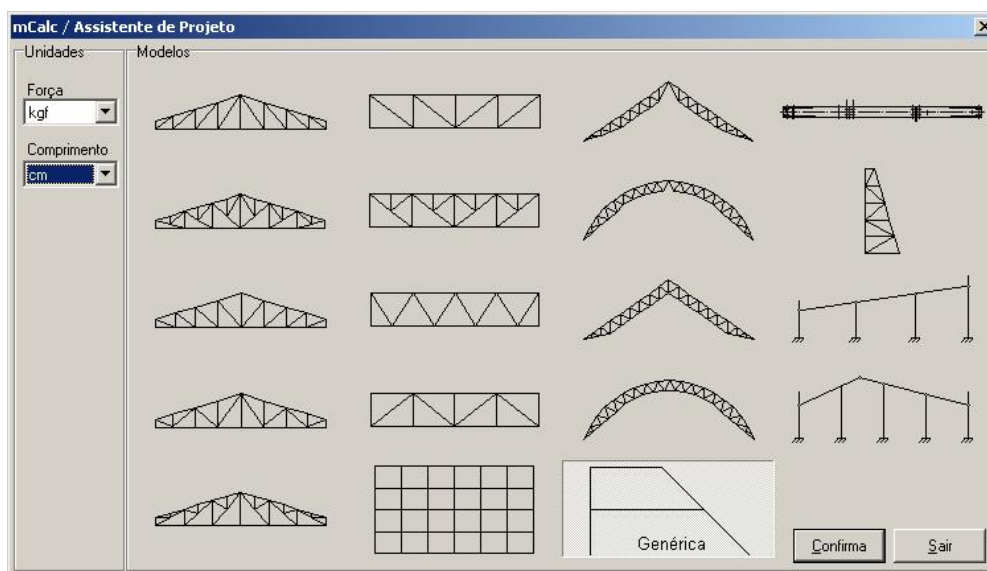 mCalc / Assistente de Projeto
Unidades
Modelos
Força
kgf
Comprimento
cm
Genérica
Confirma
Sair